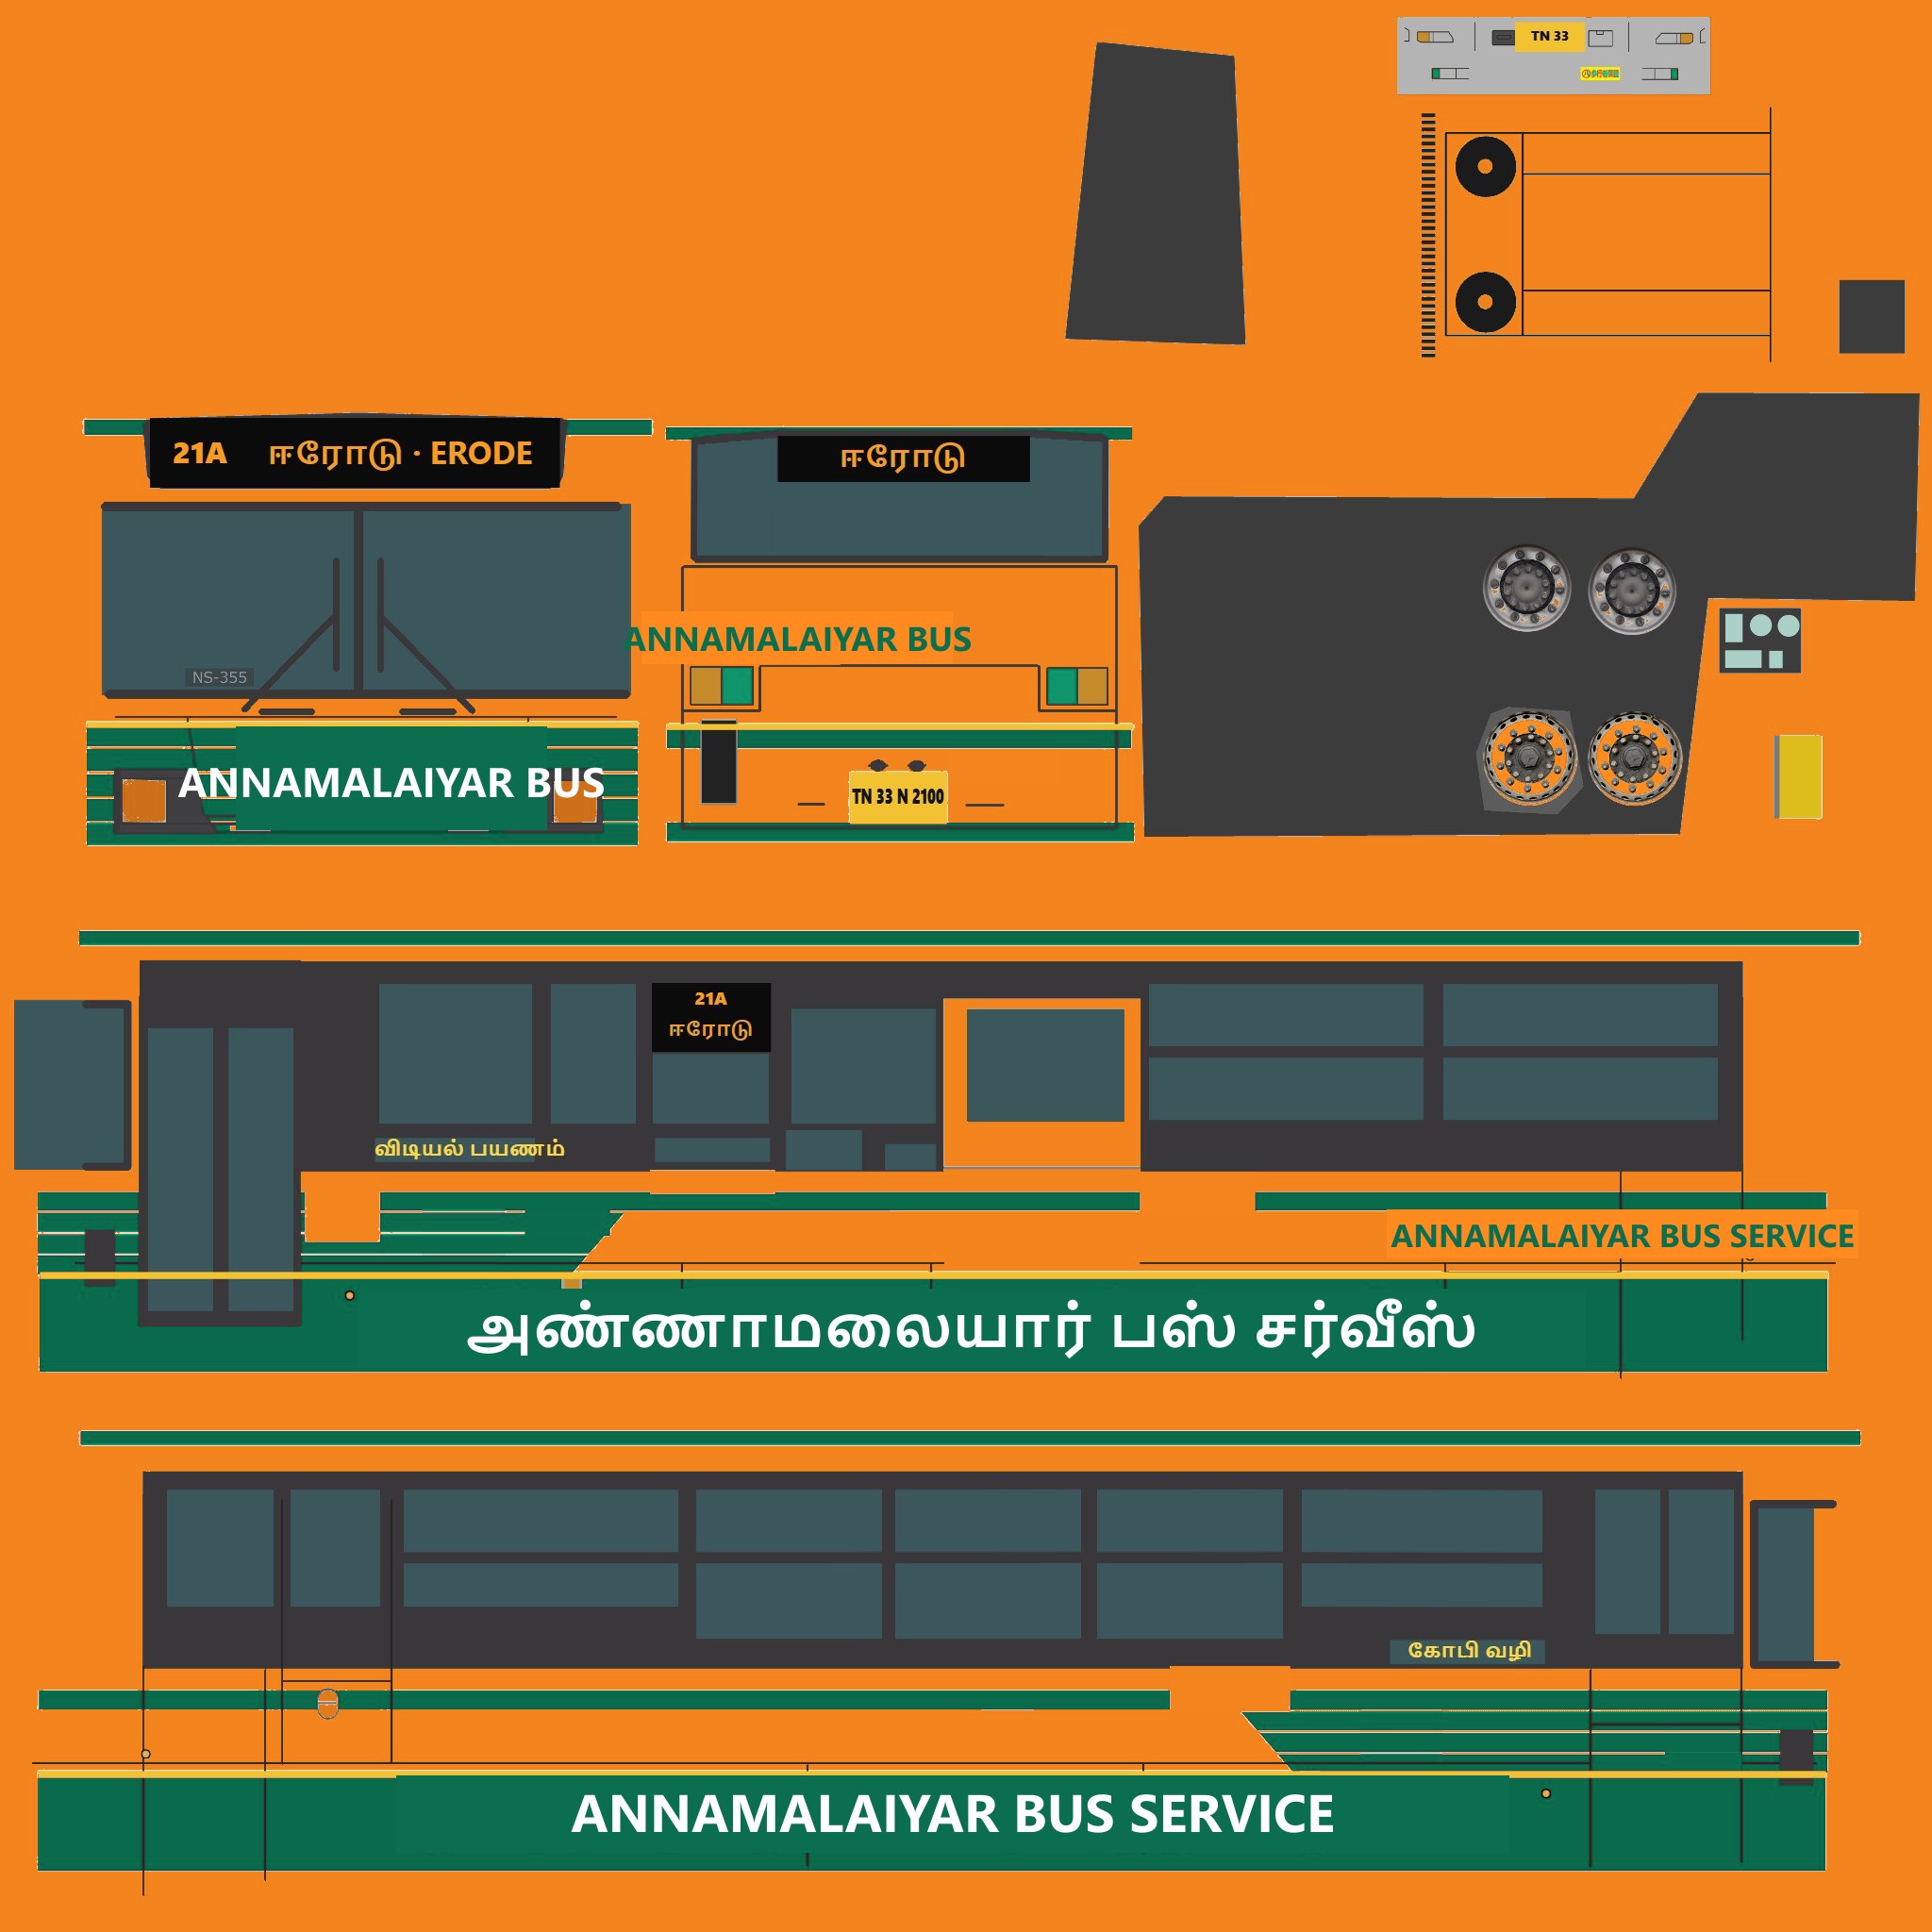 TN 33
21A ஈரோடு · ERODE
ஈரோடு
ANNAMALAIYAR BUS
NS-355
ANNAMALAIYAR BUS
TN 33 N 2100
21A
ஈரோடு
விடியல் பயணம்
ANNAMALAIYAR BUS SERVICE
அண்ணாமலையார் பஸ் சர்வீஸ்
கோபி வழி
ANNAMALAIYAR BUS SERVICE